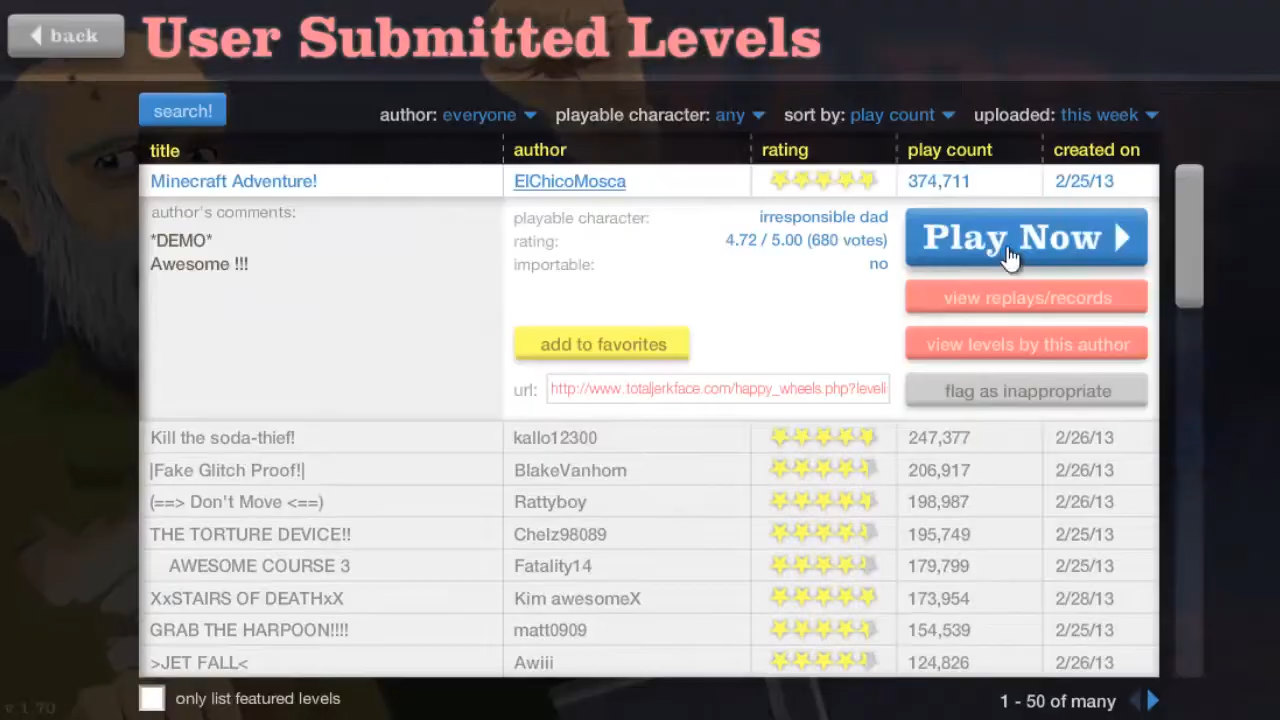 back
User Submitted Levels
search!
author: everyone playable character: any sort by: play count uploaded: this week
title author rating play count created on
Minecraft Adventure! ElChicoMosca 374,711 2/25/13
author's comments:
*DEMO*
Awesome !!!
playable character: irresponsible dad
rating: 4.72 / 5.00 (680 votes)
importable: no
Play Now
view replays/records
add to favorites
view levels by this author
url: http://www.totaljerkface.com/happy_wheels.php?leveli
flag as inappropriate
Kill the soda-thief! kallo12300 247,377 2/26/13
|Fake Glitch Proof!| BlakeVanhorn 206,917 2/26/13
(==> Don't Move <==) Rattyboy 198,987 2/26/13
THE TORTURE DEVICE!! Chelz98089 195,749 2/25/13
AWESOME COURSE 3 Fatality14 179,799 2/25/13
XxSTAIRS OF DEATHxX Kim awesomeX 173,954 2/28/13
GRAB THE HARPOON!!!! matt0909 154,539 2/25/13
>JET FALL< Awiii 124,826 2/26/13
only list featured levels
1 - 50 of many
v 1.70